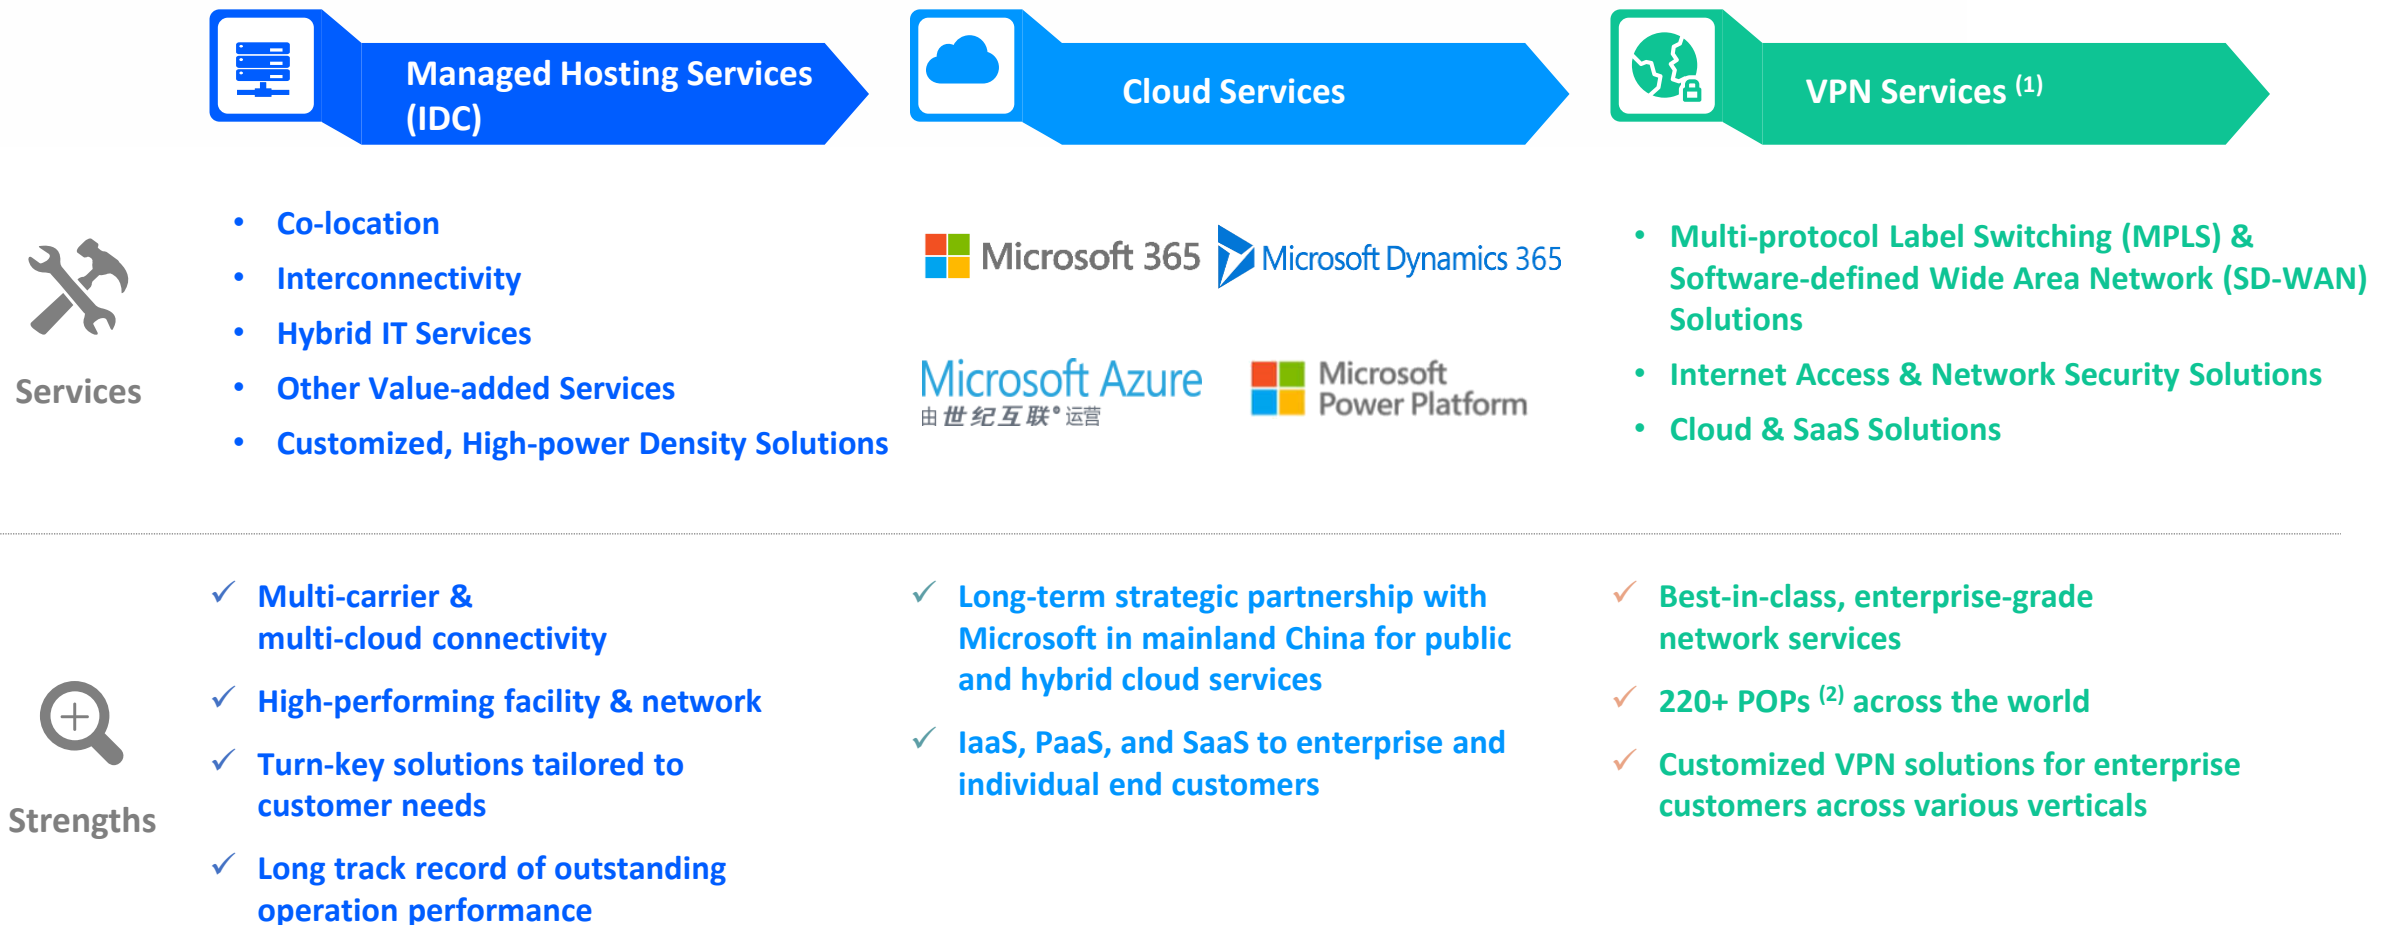 Managed Hosting Services
(IDC)
Cloud Services
VPN Services (1)
Services
• Co-location
• Interconnectivity
• Hybrid IT Services
• Other Value-added Services
• Customized, High-power Density Solutions
Microsoft 365
Microsoft Dynamics 365
Microsoft Azure
由世纪互联®运营
Microsoft
Power Platform
• Multi-protocol Label Switching (MPLS) &
Software-defined Wide Area Network (SD-WAN)
Solutions
• Internet Access & Network Security Solutions
• Cloud & SaaS Solutions
Strengths
✓ Multi-carrier &
multi-cloud connectivity
✓ High-performing facility & network
✓ Turn-key solutions tailored to
customer needs
✓ Long track record of outstanding
operation performance
✓ Long-term strategic partnership with
Microsoft in mainland China for public
and hybrid cloud services
✓ IaaS, PaaS, and SaaS to enterprise and
individual end customers
✓ Best-in-class, enterprise-grade
network services
✓ 220+ POPs (2) across the world
✓ Customized VPN solutions for enterprise
customers across various verticals